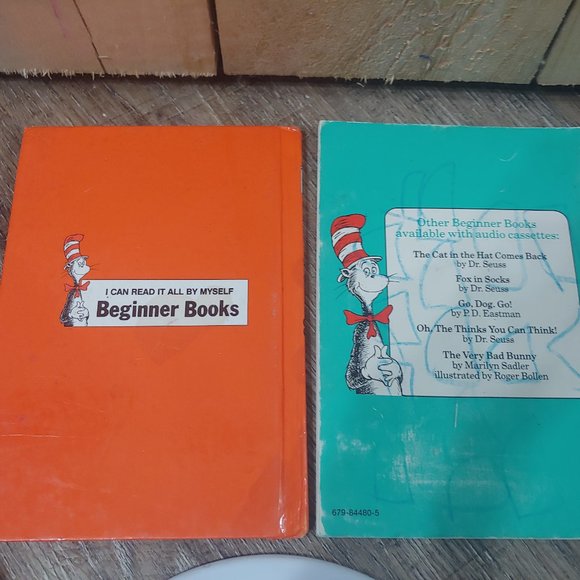 I CAN READ IT ALL BY MYSELF
Beginner Books
Other Beginner Books
available with audio cassettes:
The Cat in the Hat Comes Back
by Dr. Seuss
Fox in Socks
by Dr. Seuss
Go, Dog. Go!
by P.D. Eastman
Oh, The Thinks You Can Think!
by Dr. Seuss
The Very Bad Bunny
by Marilyn Sadler
illustrated by Roger Bollen
679-84480-5